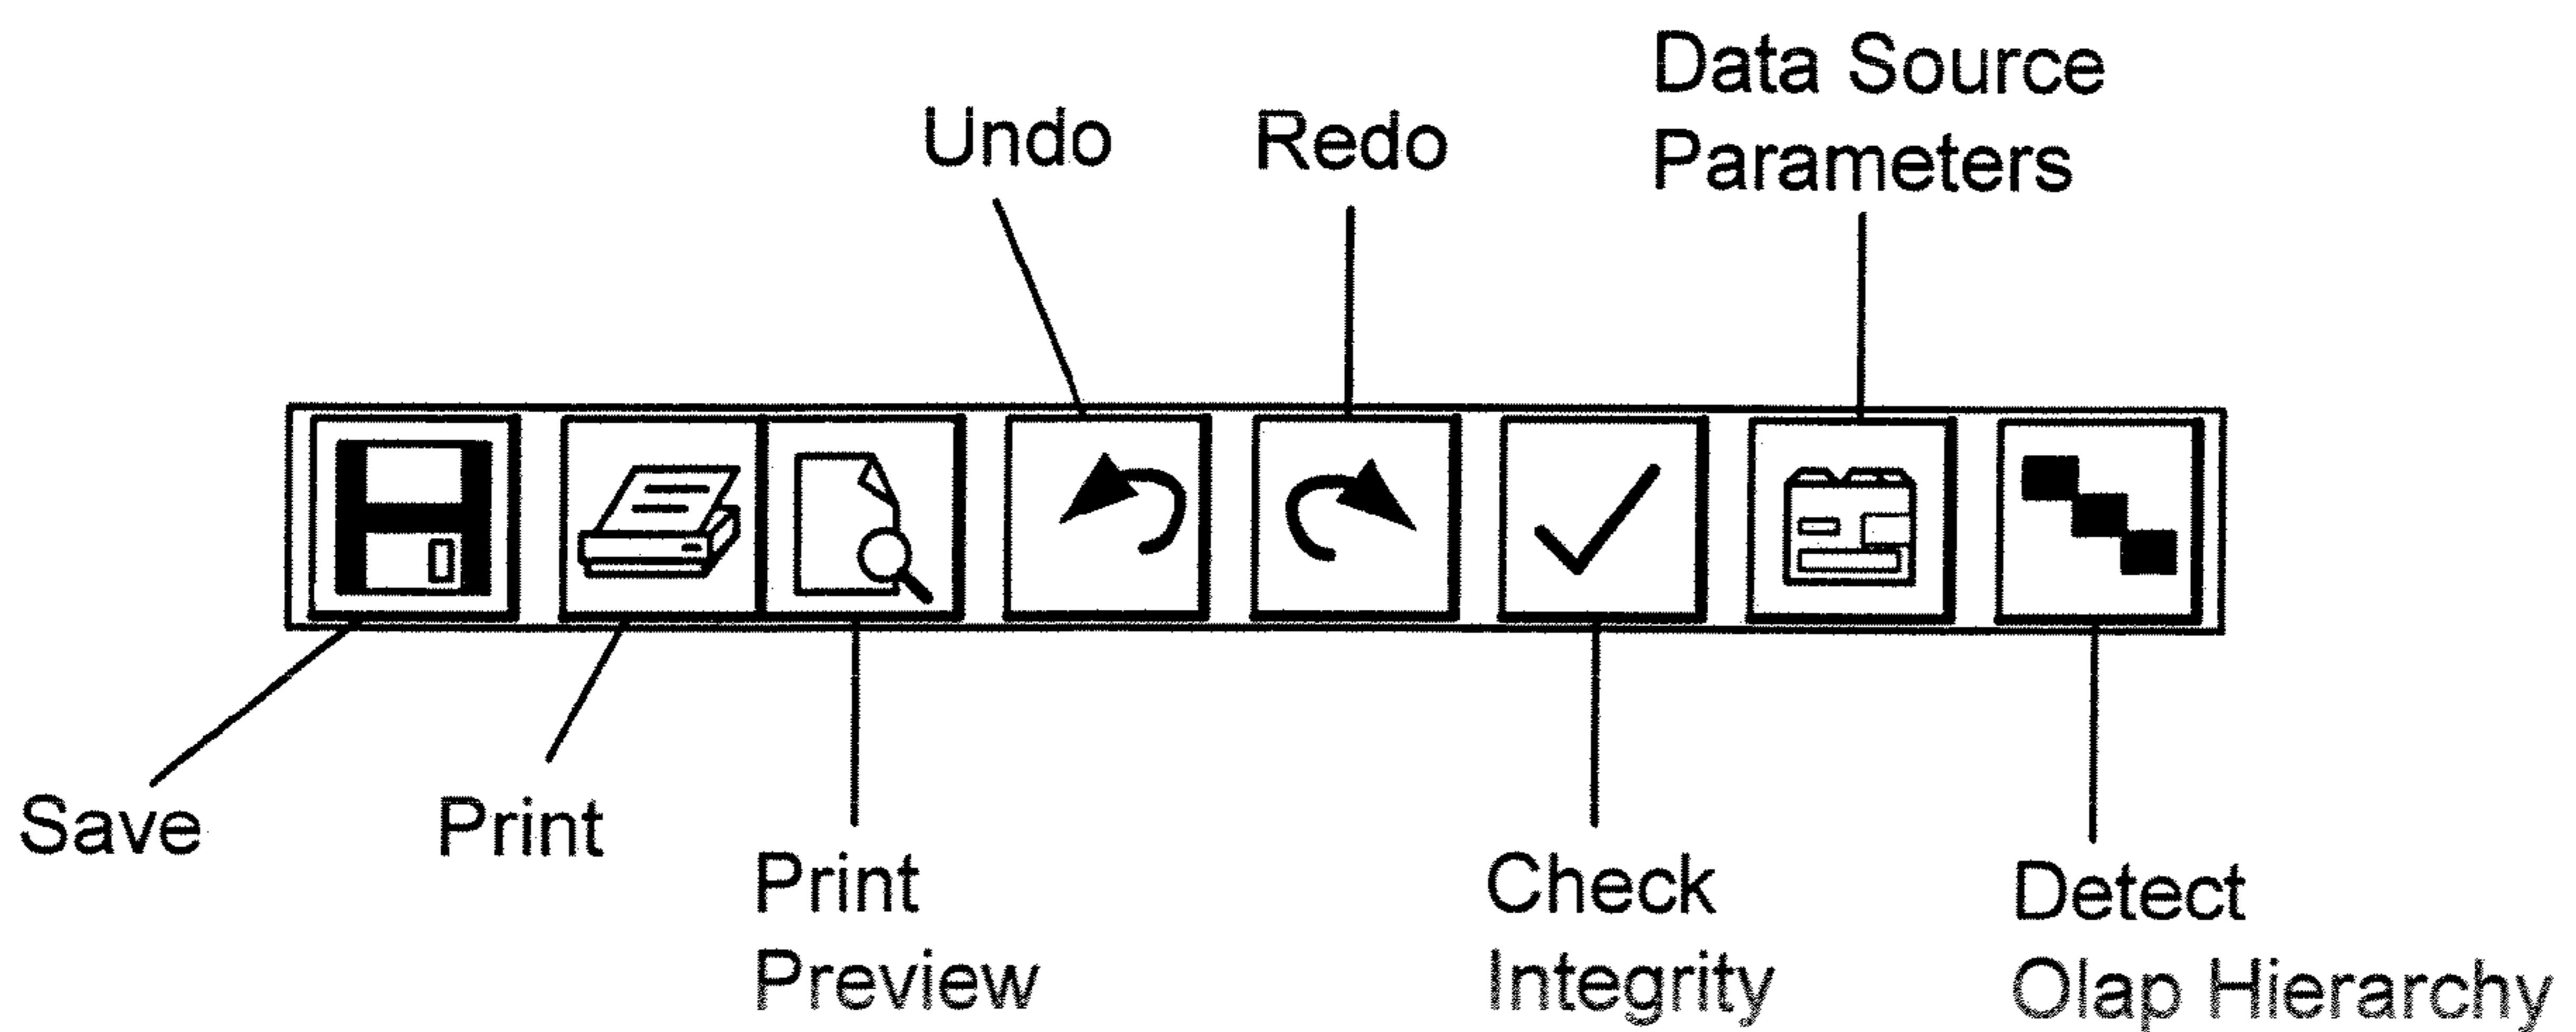 Data Source
Parameters
Undo
Redo
Save
Print
Print
Preview
Check
Integrity
Detect
Olap Hierarchy